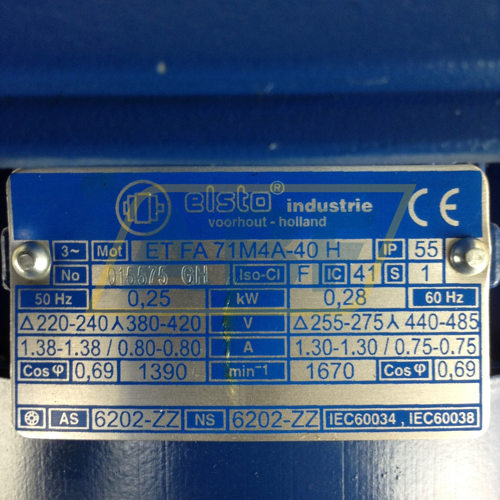 elsto® industrie
voorhout - holland
CE
3~ Mot ET FA 71M4A-40 H IP 55
No 015575 GH Iso-Cl F IC 41 S 1
50 Hz 0,25 kW 0,28 60 Hz
Δ220-240⅄380-420 V Δ255-275⅄440-485
1.38-1.38 / 0.80-0.80 A 1.30-1.30 / 0.75-0.75
Cosφ 0,69 1390 min⁻¹ 1670 Cosφ 0,69
AS 6202-ZZ NS 6202-ZZ IEC60034 , IEC60038